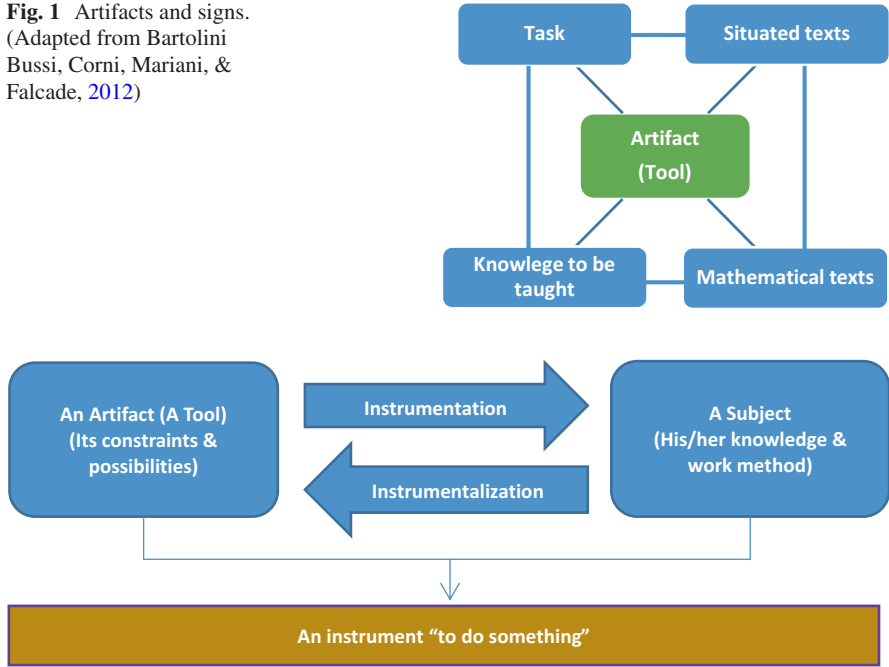 Fig. 1 Artifacts and signs.
(Adapted from Bartolini
Bussi, Corni, Mariani, &
Falcade, 2012)
Task
Situated texts
Artifact
(Tool)
Knowlege to be
taught
Mathematical texts
An Artifact (A Tool)
(Its constraints &
possibilities)
Instrumentation
Instrumentalization
A Subject
(His/her knowledge &
work method)
An instrument “to do something”